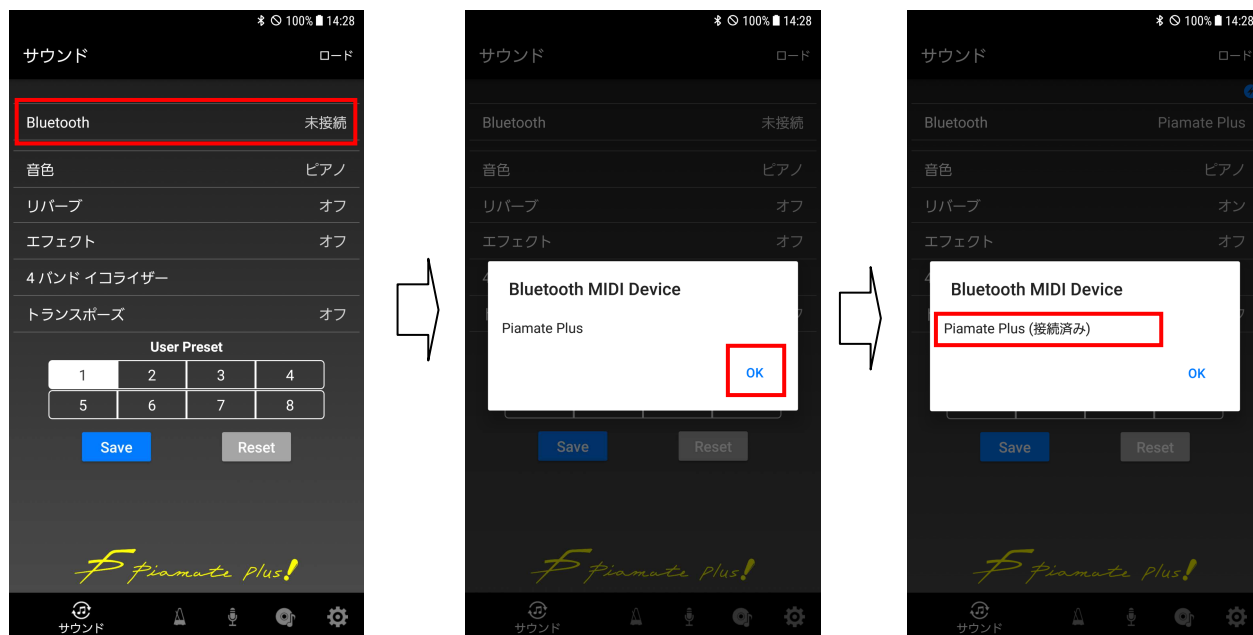 100% 14:28
サウンド ロード
Bluetooth 未接続
音色 ピアノ
リバーブ オフ
エフェクト オフ
4 バンド イコライザー
トランスポーズ オフ
User Preset
1 2 3 4
5 6 7 8
Save Reset
Piamate Plus!
サウンド
100% 14:28
サウンド ロード
Bluetooth 未接続
音色 ピアノ
リバーブ オフ
エフェクト オフ
Bluetooth MIDI Device
Piamate Plus
OK
Save Reset
Piamate Plus!
サウンド
100% 14:28
サウンド ロード
Bluetooth Piamate Plus
音色 ピアノ
リバーブ オン
エフェクト オフ
Bluetooth MIDI Device
Piamate Plus (接続済み)
OK
Save Reset
Piamate Plus!
サウンド